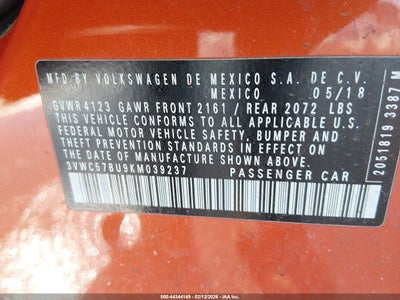 MFD BY VOLKSWAGEN DE MEXICO S.A. DE C.V.
MEXICO 05/18
GVWR 4123 GAWR FRONT 2161 / REAR 2072 LBS
THIS VEHICLE CONFORMS TO ALL APPLICABLE U.S.
FEDERAL MOTOR VEHICLE SAFETY, BUMPER AND
THEFT PREVENTION STANDARDS IN EFFECT ON THE
DATE OF MANUFACTURE SHOWN ABOVE.
3VWC57BU9KM039237 PASSENGER CAR
2051819 3387 M
000-44344149 - 02/13/2026 - IAA, Inc.